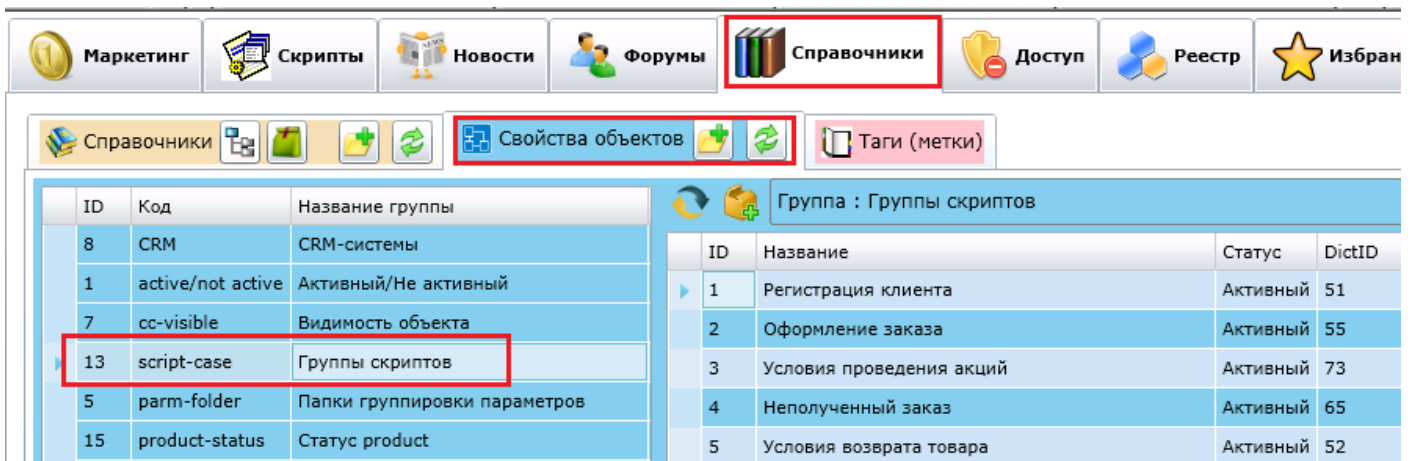 Маркетинг Скрипты NEWS Новости Форумы Справочники Доступ Реестр Избран
Справочники Свойства объектов Таги (метки)
ID Код Название группы
8 CRM CRM-системы
1 active/not active Активный/Не активный
7 cc-visible Видимость объекта
13 script-case Группы скриптов
5 parm-folder Папки группировки параметров
15 product-status Статус product
Группа : Группы скриптов
ID Название Статус DictID
1 Регистрация клиента Активный 51
2 Оформление заказа Активный 55
3 Условия проведения акций Активный 73
4 Неполученный заказ Активный 65
5 Условия возврата товара Активный 52